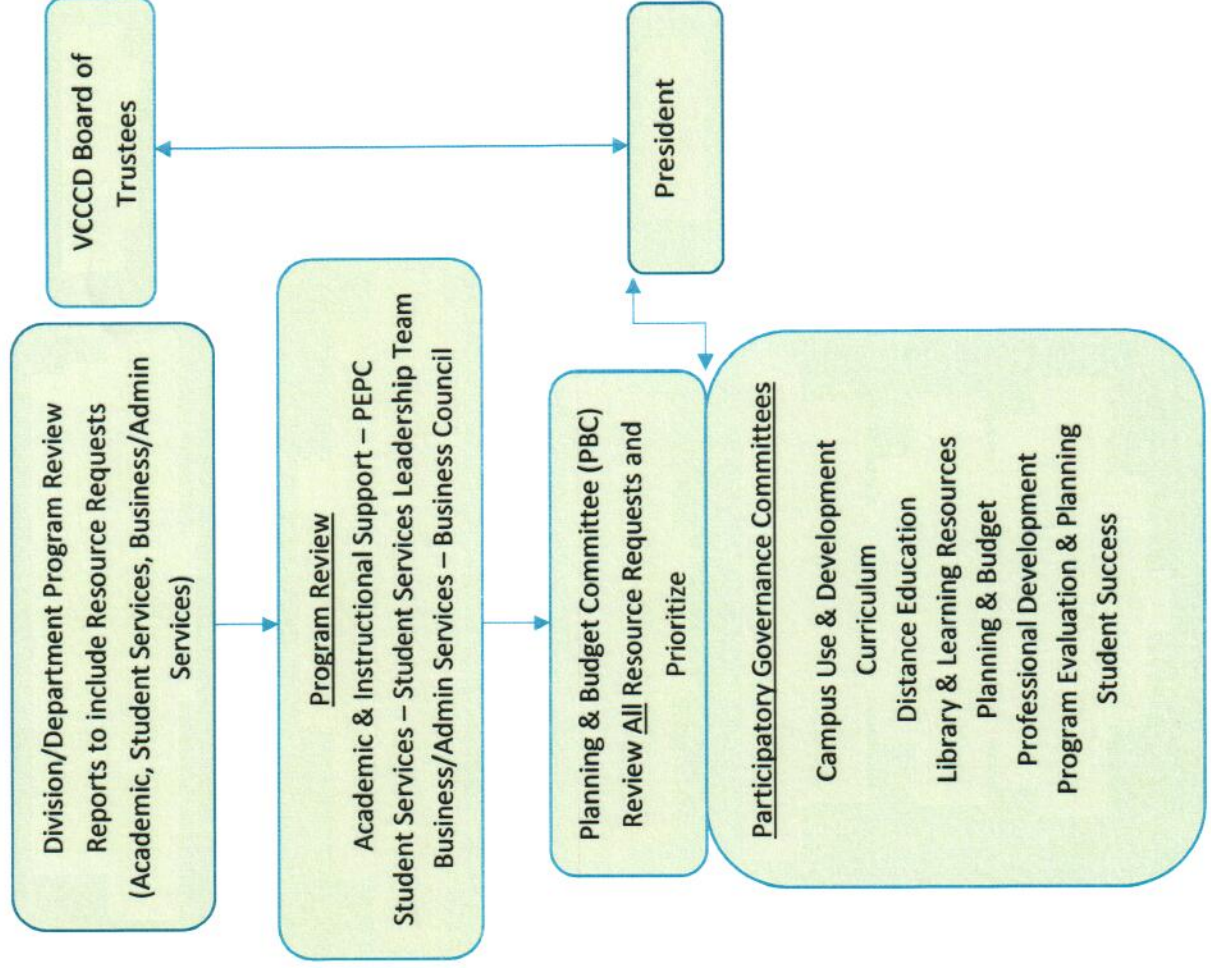 Division/Department Program Review
Reports to include Resource Requests
(Academic, Student Services, Business/Admin
Services)
VCCCD Board of
Trustees
Program Review
Academic & Instructional Support – PEPC
Student Services – Student Services Leadership Team
Business/Admin Services – Business Council
Planning & Budget Committee (PBC)
Review All Resource Requests and
Prioritize
President
Participatory Governance Committees
Campus Use & Development
Curriculum
Distance Education
Library & Learning Resources
Planning & Budget
Professional Development
Program Evaluation & Planning
Student Success